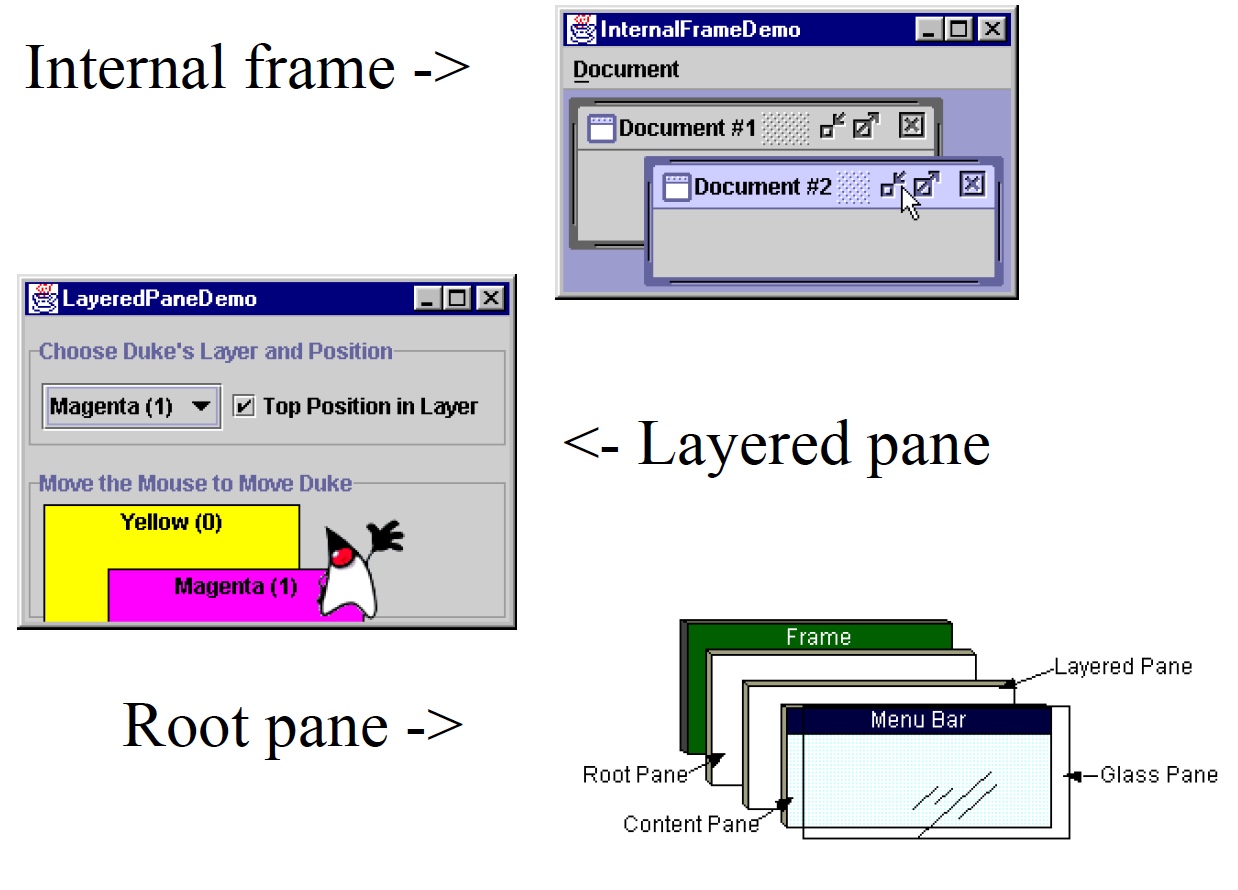 Internal frame ->
InternalFrameDemo
Document
Document #1
Document #2
LayeredPaneDemo
Choose Duke's Layer and Position
Magenta (1)
Top Position in Layer
Move the Mouse to Move Duke
Yellow (0)
Magenta (1)
<- Layered pane
Root pane ->
Frame
Layered Pane
Menu Bar
Root Pane
Glass Pane
Content Pane